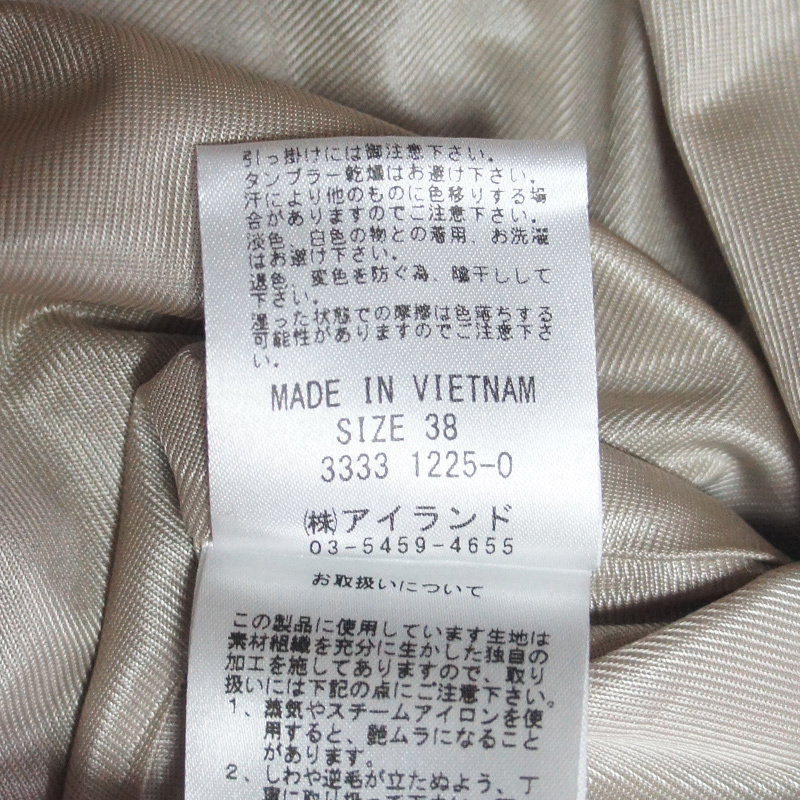 引っ掛けには御注意下さい。
タンブラー乾燥はお避け下さい。
汗により他のものに色移りする場
合がありますのでご注意下さい。
淡色、白色の物との着用、お洗濯
はお避け下さい。
退色、変色を防ぐ為、陰干しして
下さい。
湿った状態での摩擦は色落ちする
可能性がありますのでご注意下さ
い。
MADE IN VIETNAM
SIZE 38
3333 1225-0
㈱アイランド
03-5459-4655
お取扱いについて
この製品に使用しています生地は
素材組織を充分に生かした独自の
加工を施してありますので、取り
扱いには下記の点にご注意下さい。
1、蒸気やスチームアイロンを使
用すると、艶ムラになること
があります。
2、しわや逆毛が立たぬよう、丁
寧に取り扱って下さい。